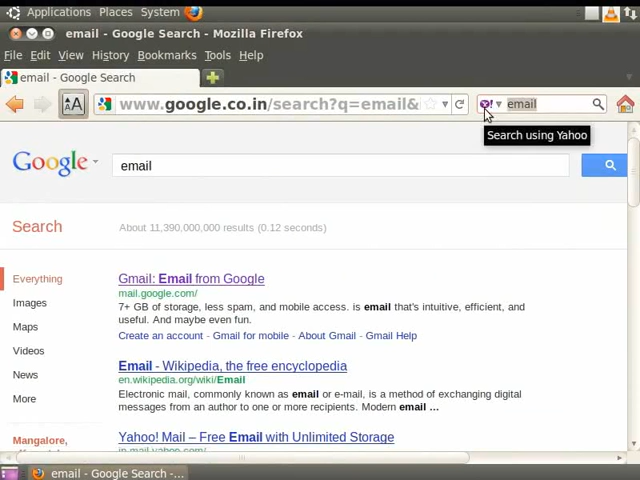 Applications Places System
email - Google Search - Mozilla Firefox
File Edit View History Bookmarks Tools Help
email - Google Search
www.google.co.in/search?q=email& email
Search using Yahoo
Google email
Search About 11,390,000,000 results (0.12 seconds)
Everything
Images
Maps
Videos
News
More
Mangalore,
Gmail: Email from Google
mail.google.com/
7+ GB of storage, less spam, and mobile access. is email that's intuitive, efficient, and
useful. And maybe even fun.
Create an account - Gmail for mobile - About Gmail - Gmail Help
Email - Wikipedia, the free encyclopedia
en.wikipedia.org/wiki/Email
Electronic mail, commonly known as email or e-mail, is a method of exchanging digital
messages from an author to one or more recipients. Modern email ...
Yahoo! Mail – Free Email with Unlimited Storage
in.mail.yahoo.com/
email - Google Search -...